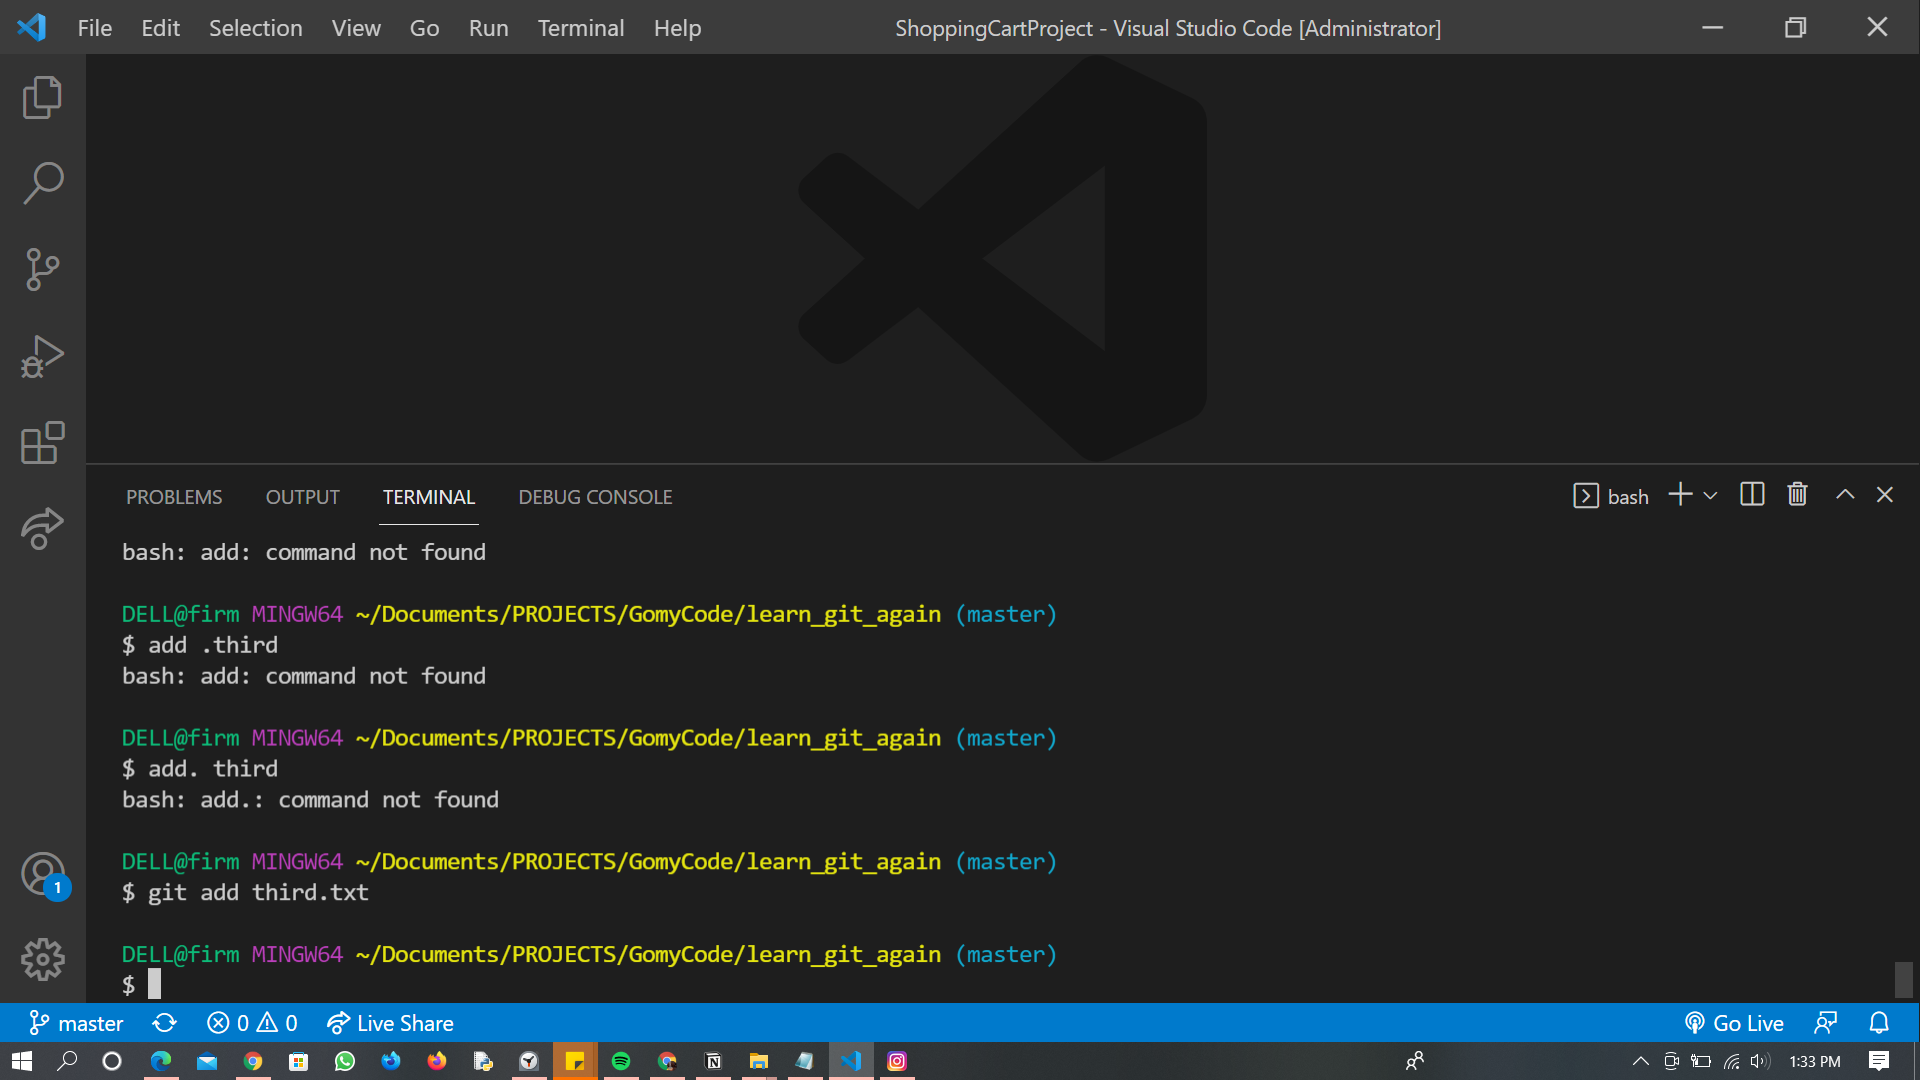 File Edit Selection View Go Run Terminal Help ShoppingCartProject - Visual Studio Code [Administrator]
PROBLEMS OUTPUT TERMINAL DEBUG CONSOLE bash
bash: add: command not found
DELL@firm MINGW64 ~/Documents/PROJECTS/GomyCode/learn_git_again (master)
$ add .third
bash: add: command not found
DELL@firm MINGW64 ~/Documents/PROJECTS/GomyCode/learn_git_again (master)
$ add. third
bash: add.: command not found
DELL@firm MINGW64 ~/Documents/PROJECTS/GomyCode/learn_git_again (master)
$ git add third.txt
1
DELL@firm MINGW64 ~/Documents/PROJECTS/GomyCode/learn_git_again (master)
$
master 0 0 Live Share Go Live
1:33 PM